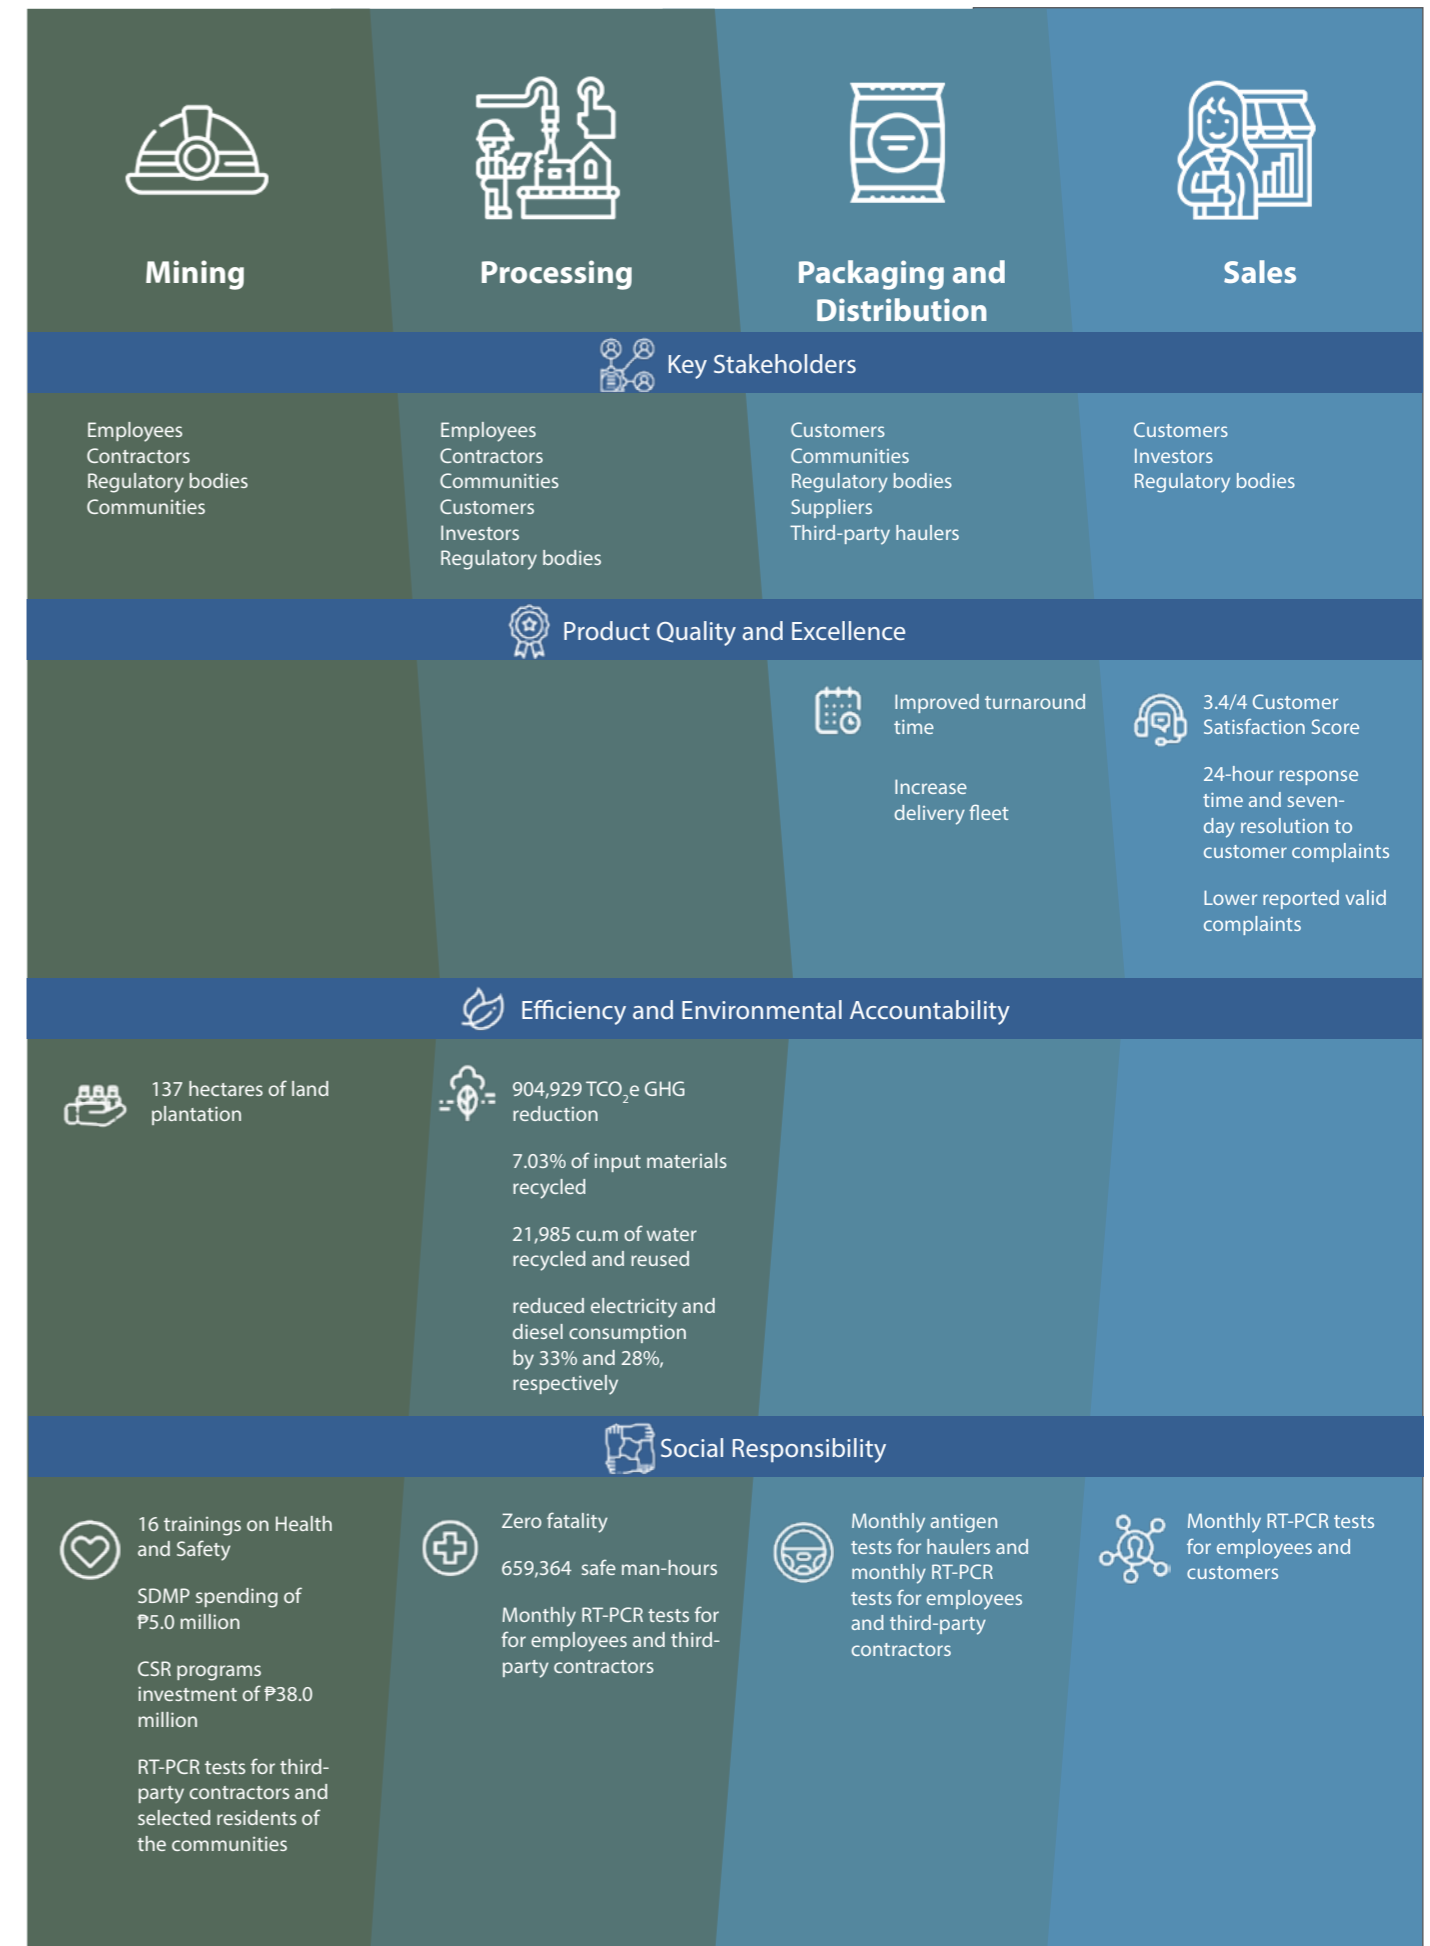 Mining
Processing
Packaging and
Distribution
Sales
Key Stakeholders
Employees
Contractors
Regulatory bodies
Communities
Employees
Contractors
Communities
Customers
Investors
Regulatory bodies
Customers
Communities
Regulatory bodies
Suppliers
Third-party haulers
Customers
Investors
Regulatory bodies
Product Quality and Excellence
Improved turnaround
time
Increase
delivery fleet
3.4/4 Customer
Satisfaction Score
24-hour response
time and seven-
day resolution to
customer complaints
Lower reported valid
complaints
Efficiency and Environmental Accountability
137 hectares of land
plantation
904,929 TCO₂e GHG
reduction
7.03% of input materials
recycled
21,985 cu.m of water
recycled and reused
reduced electricity and
diesel consumption
by 33% and 28%,
respectively
Social Responsibility
16 trainings on Health
and Safety
SDMP spending of
₱5.0 million
CSR programs
investment of ₱38.0
million
RT-PCR tests for third-
party contractors and
selected residents of
the communities
Zero fatality
659,364 safe man-hours
Monthly RT-PCR tests for
for employees and third-
party contractors
Monthly antigen
tests for haulers and
monthly RT-PCR
tests for employees
and third-party
contractors
Monthly RT-PCR tests
for employees and
customers